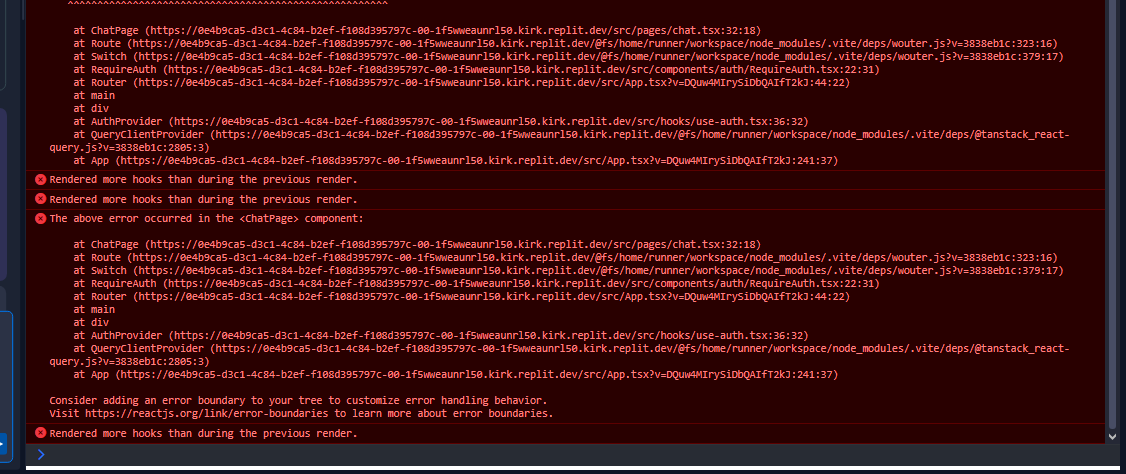 ^^^^^^^^^^^^^^^^^^^^^^^^^^^^^^^^^^^^^^^^^^^^^^^^^^^^^^
at ChatPage (https://0e4b9ca5-d3c1-4c84-b2ef-f108d395797c-00-1f5wweaunrl50.kirk.replit.dev/src/pages/chat.tsx:32:18)
at Route (https://0e4b9ca5-d3c1-4c84-b2ef-f108d395797c-00-1f5wweaunrl50.kirk.replit.dev/@fs/home/runner/workspace/node_modules/.vite/deps/wouter.js?v=3838eb1c:323:16)
at Switch (https://0e4b9ca5-d3c1-4c84-b2ef-f108d395797c-00-1f5wweaunrl50.kirk.replit.dev/@fs/home/runner/workspace/node_modules/.vite/deps/wouter.js?v=3838eb1c:379:17)
at RequireAuth (https://0e4b9ca5-d3c1-4c84-b2ef-f108d395797c-00-1f5wweaunrl50.kirk.replit.dev/src/components/auth/RequireAuth.tsx:22:31)
at Router (https://0e4b9ca5-d3c1-4c84-b2ef-f108d395797c-00-1f5wweaunrl50.kirk.replit.dev/src/App.tsx?v=DQuw4MIrySiDbQAIfT2kJ:44:22)
at main
at div
at AuthProvider (https://0e4b9ca5-d3c1-4c84-b2ef-f108d395797c-00-1f5wweaunrl50.kirk.replit.dev/src/hooks/use-auth.tsx:36:32)
at QueryClientProvider (https://0e4b9ca5-d3c1-4c84-b2ef-f108d395797c-00-1f5wweaunrl50.kirk.replit.dev/@fs/home/runner/workspace/node_modules/.vite/deps/@tanstack_react-
query.js?v=3838eb1c:2805:3)
at App (https://0e4b9ca5-d3c1-4c84-b2ef-f108d395797c-00-1f5wweaunrl50.kirk.replit.dev/src/App.tsx?v=DQuw4MIrySiDbQAIfT2kJ:241:37)
Rendered more hooks than during the previous render.
Rendered more hooks than during the previous render.
The above error occurred in the <ChatPage> component:
at ChatPage (https://0e4b9ca5-d3c1-4c84-b2ef-f108d395797c-00-1f5wweaunrl50.kirk.replit.dev/src/pages/chat.tsx:32:18)
at Route (https://0e4b9ca5-d3c1-4c84-b2ef-f108d395797c-00-1f5wweaunrl50.kirk.replit.dev/@fs/home/runner/workspace/node_modules/.vite/deps/wouter.js?v=3838eb1c:323:16)
at Switch (https://0e4b9ca5-d3c1-4c84-b2ef-f108d395797c-00-1f5wweaunrl50.kirk.replit.dev/@fs/home/runner/workspace/node_modules/.vite/deps/wouter.js?v=3838eb1c:379:17)
at RequireAuth (https://0e4b9ca5-d3c1-4c84-b2ef-f108d395797c-00-1f5wweaunrl50.kirk.replit.dev/src/components/auth/RequireAuth.tsx:22:31)
at Router (https://0e4b9ca5-d3c1-4c84-b2ef-f108d395797c-00-1f5wweaunrl50.kirk.replit.dev/src/App.tsx?v=DQuw4MIrySiDbQAIfT2kJ:44:22)
at main
at div
at AuthProvider (https://0e4b9ca5-d3c1-4c84-b2ef-f108d395797c-00-1f5wweaunrl50.kirk.replit.dev/src/hooks/use-auth.tsx:36:32)
at QueryClientProvider (https://0e4b9ca5-d3c1-4c84-b2ef-f108d395797c-00-1f5wweaunrl50.kirk.replit.dev/@fs/home/runner/workspace/node_modules/.vite/deps/@tanstack_react-
query.js?v=3838eb1c:2805:3)
at App (https://0e4b9ca5-d3c1-4c84-b2ef-f108d395797c-00-1f5wweaunrl50.kirk.replit.dev/src/App.tsx?v=DQuw4MIrySiDbQAIfT2kJ:241:37)
Consider adding an error boundary to your tree to customize error handling behavior.
Visit https://reactjs.org/link/error-boundaries to learn more about error boundaries.
Rendered more hooks than during the previous render.